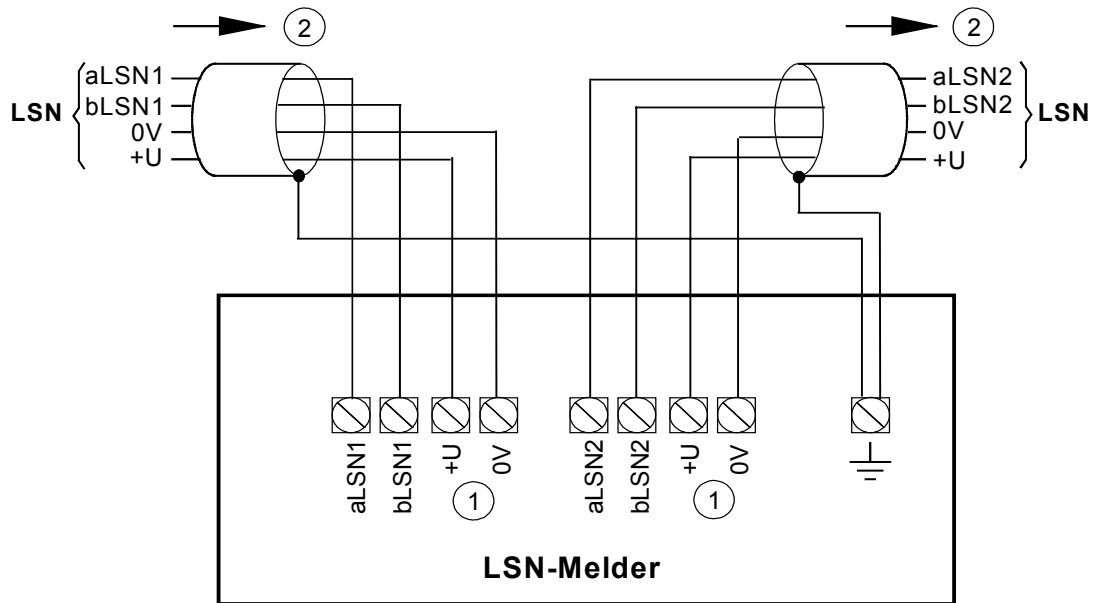 2
2
LSN
aLSN1
bLSN1
0V
+U
aLSN2
bLSN2
0V
+U
LSN
aLSN1
bLSN1
+U
0V
1
aLSN2
bLSN2
+U
0V
1
LSN-Melder